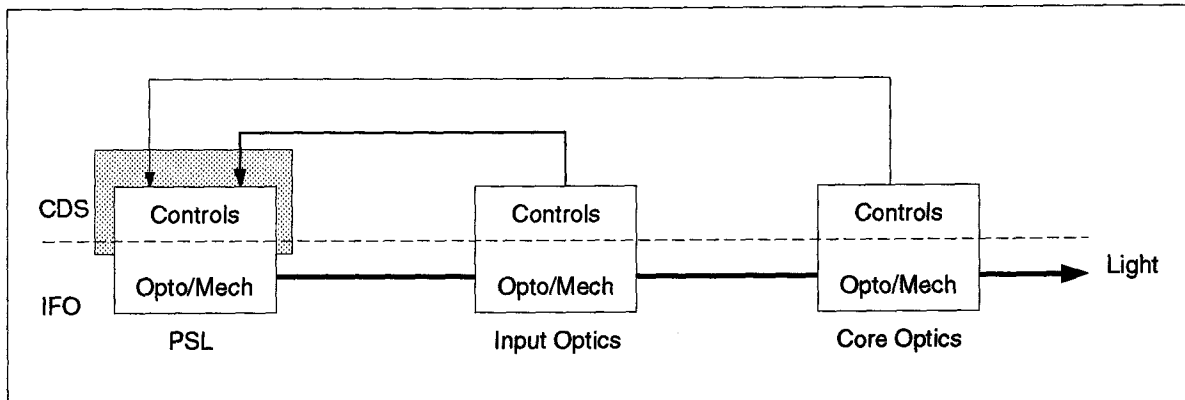 CDS
Controls
Controls
Controls
IFO
Opto/Mech
Opto/Mech
Opto/Mech
Light
PSL
Input Optics
Core Optics